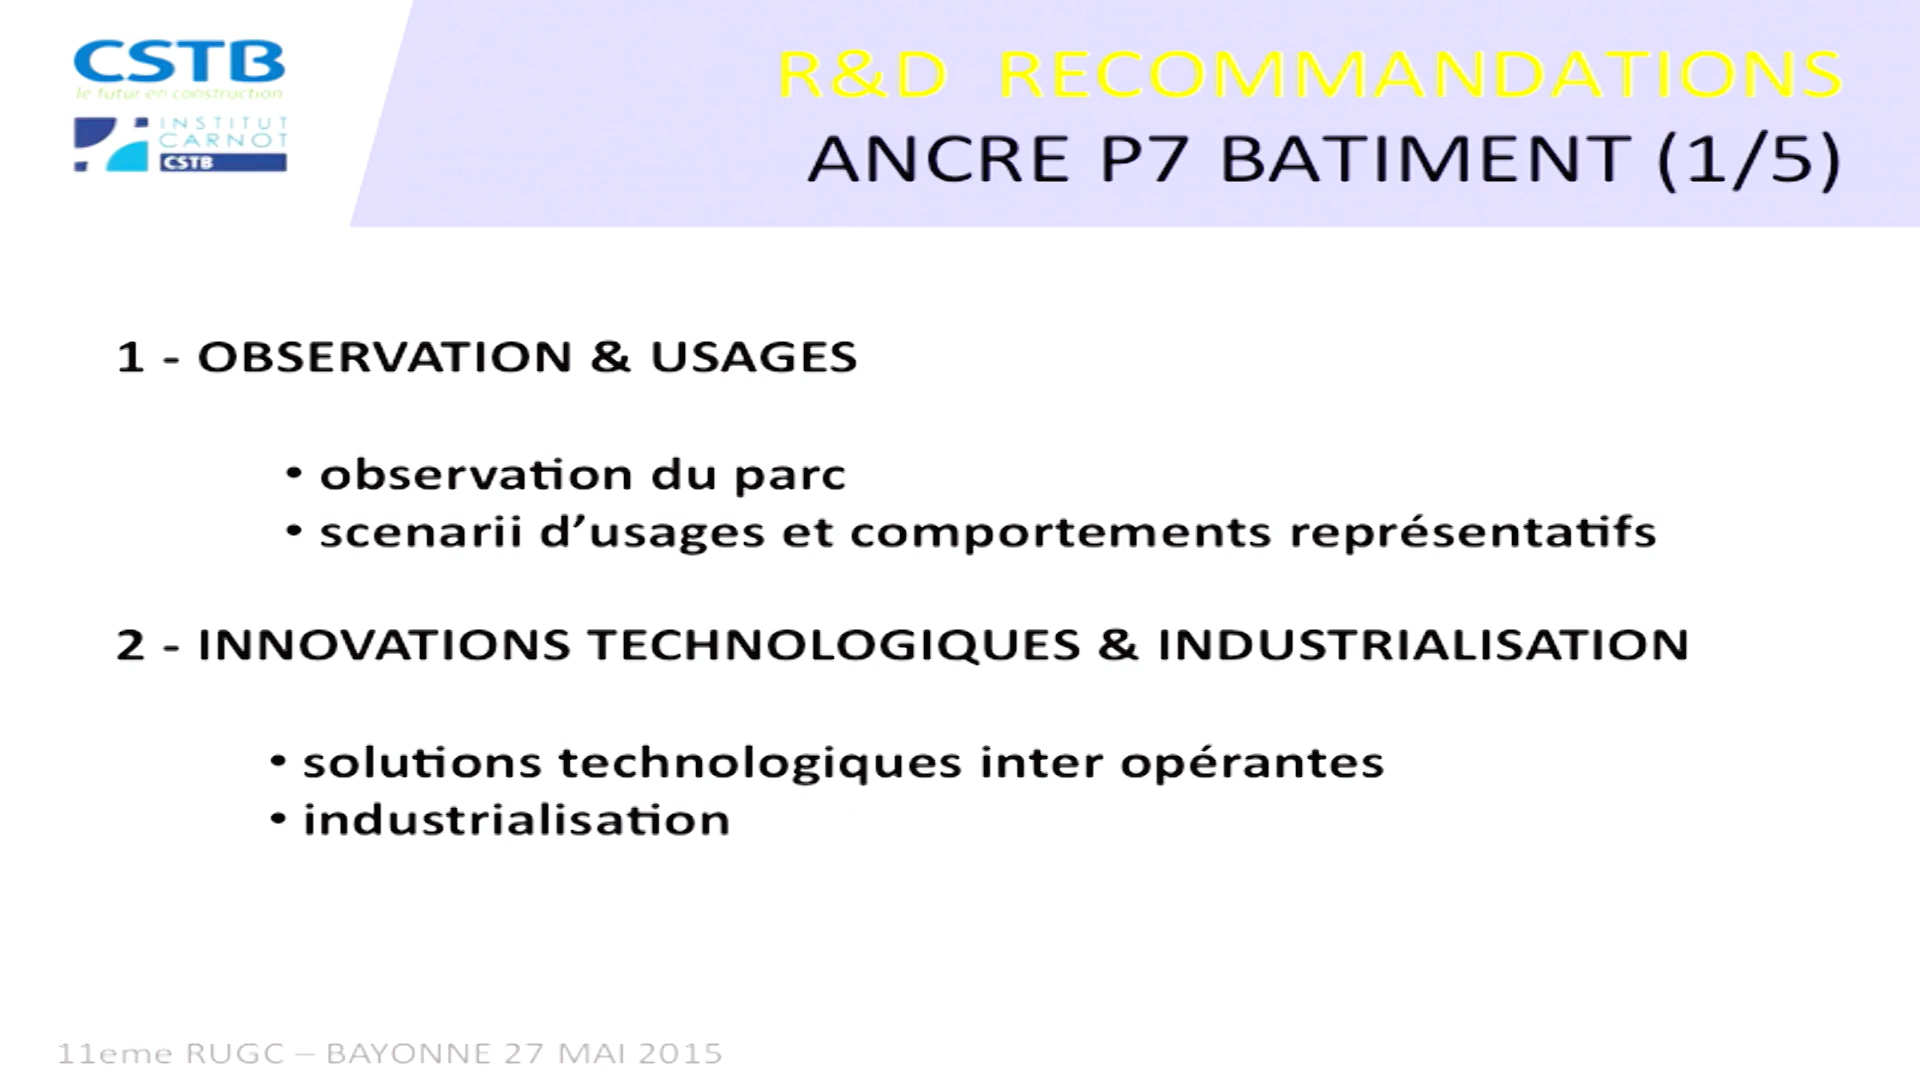 CSTB
le futur en construction
INSTITUT
CARNOT
CSTB
R&D RECOMMANDATIONS
ANCRE P7 BATIMENT (1/5)
1 - OBSERVATION & USAGES
• observation du parc
• scenarii d’usages et comportements représentatifs
2 - INNOVATIONS TECHNOLOGIQUES & INDUSTRIALISATION
• solutions technologiques inter opérantes
• industrialisation
11eme RUGC – BAYONNE 27 MAI 2015